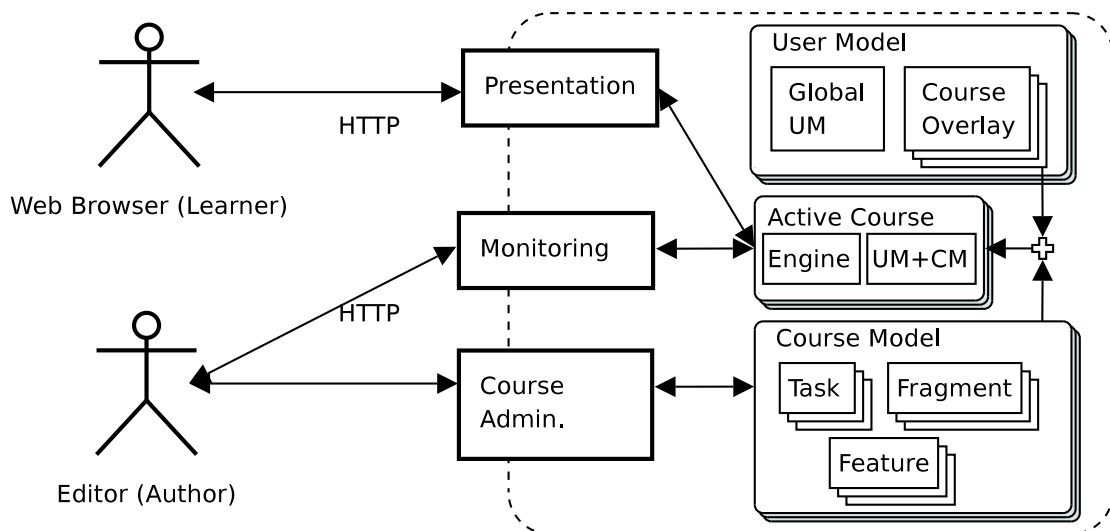 User Model
Presentation
Global
UM
Course
Overlay
HTTP
Web Browser (Learner)
Active Course
Monitoring
Engine
UM+CM
HTTP
Course Model
Course
Admin.
Task
Fragment
Feature
Editor (Author)